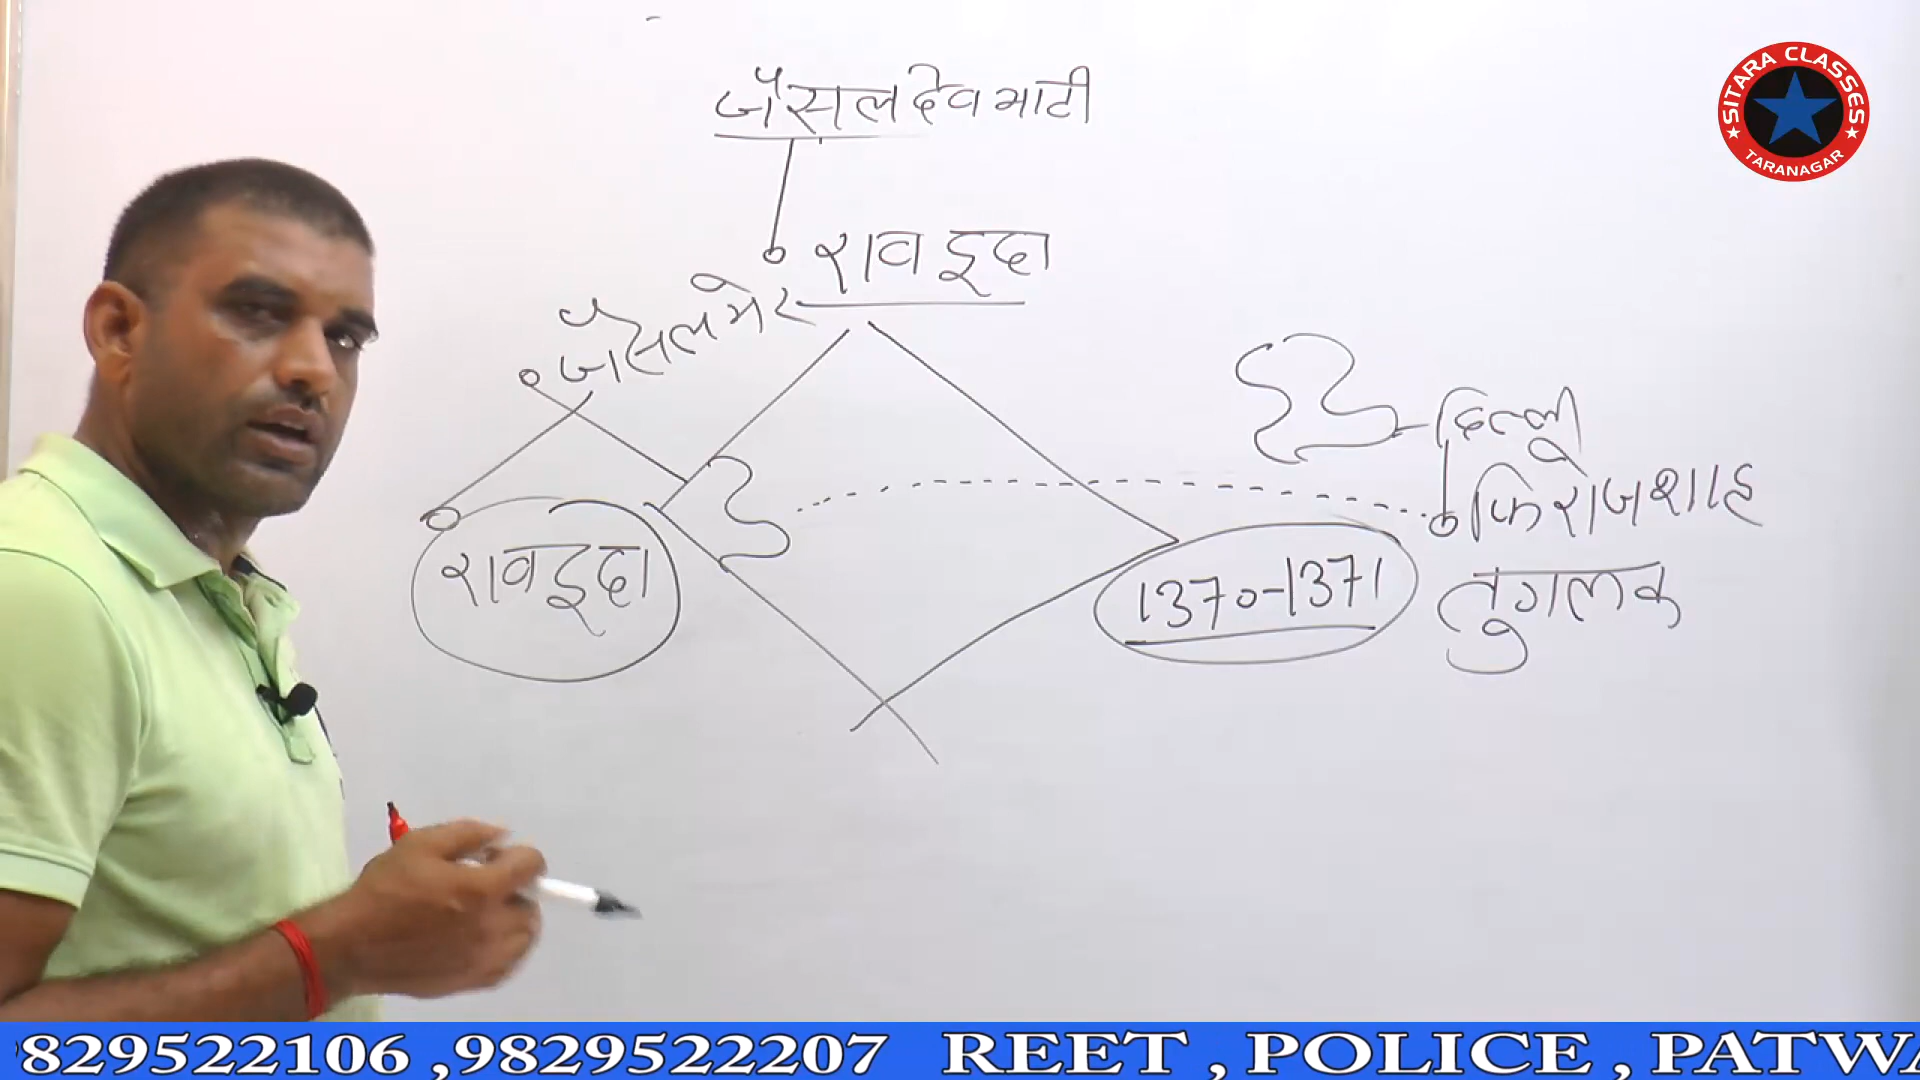 जैसलदेव भाटी
SITARA CLASSES
TARANAGAR
राव दूदा
जैसलमेर
दिल्ली
फिरोजशाह
तुगलक
राव दूदा
1370-1371
829522106 ,9829522207 REET , POLICE , PATWA